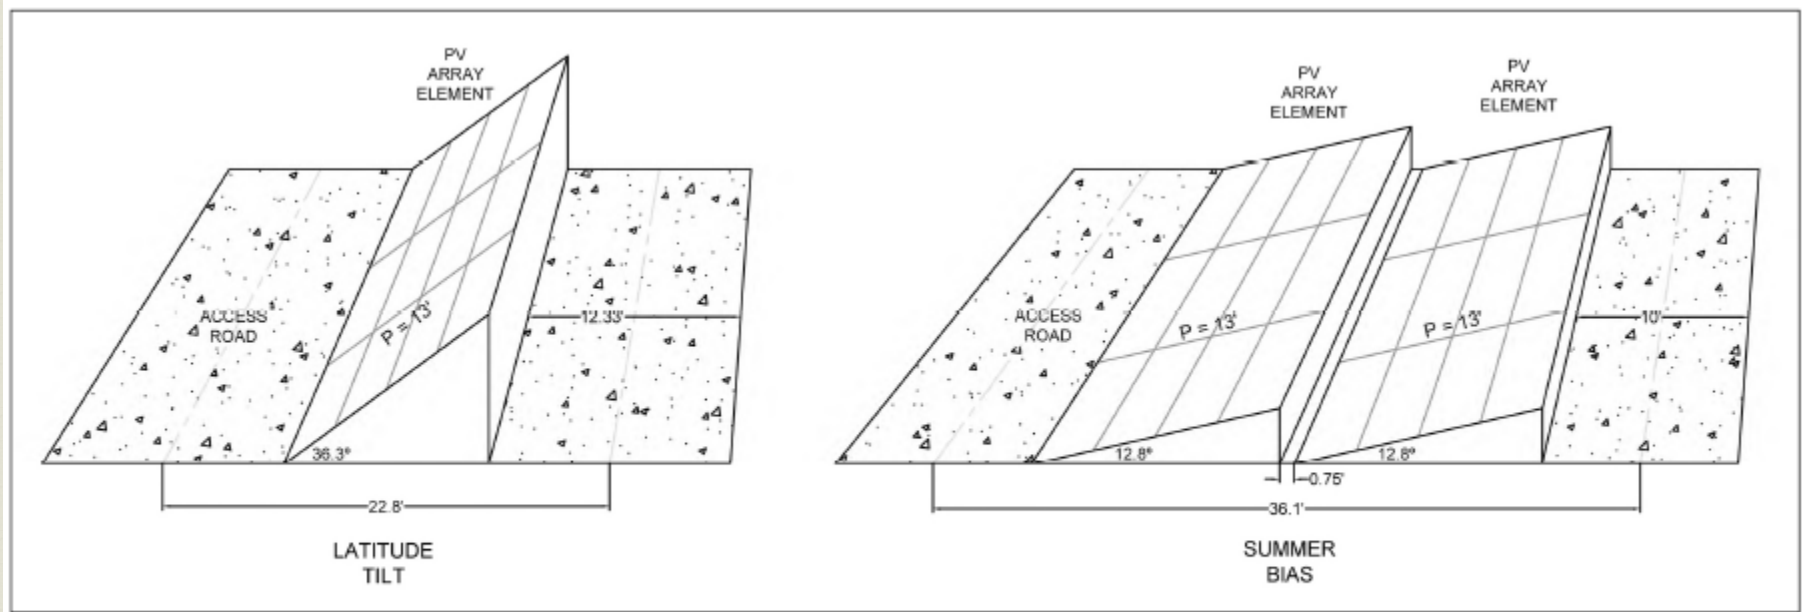 PV
ARRAY
ELEMENT
ACCESS
ROAD
P = 13'
36.3°
12.33'
22.8'
LATITUDE
TILT
PV
ARRAY
ELEMENT
PV
ARRAY
ELEMENT
ACCESS
ROAD
P = 13'
P = 13'
12.8°
12.8°
10'
0.75'
36.1'
SUMMER
BIAS